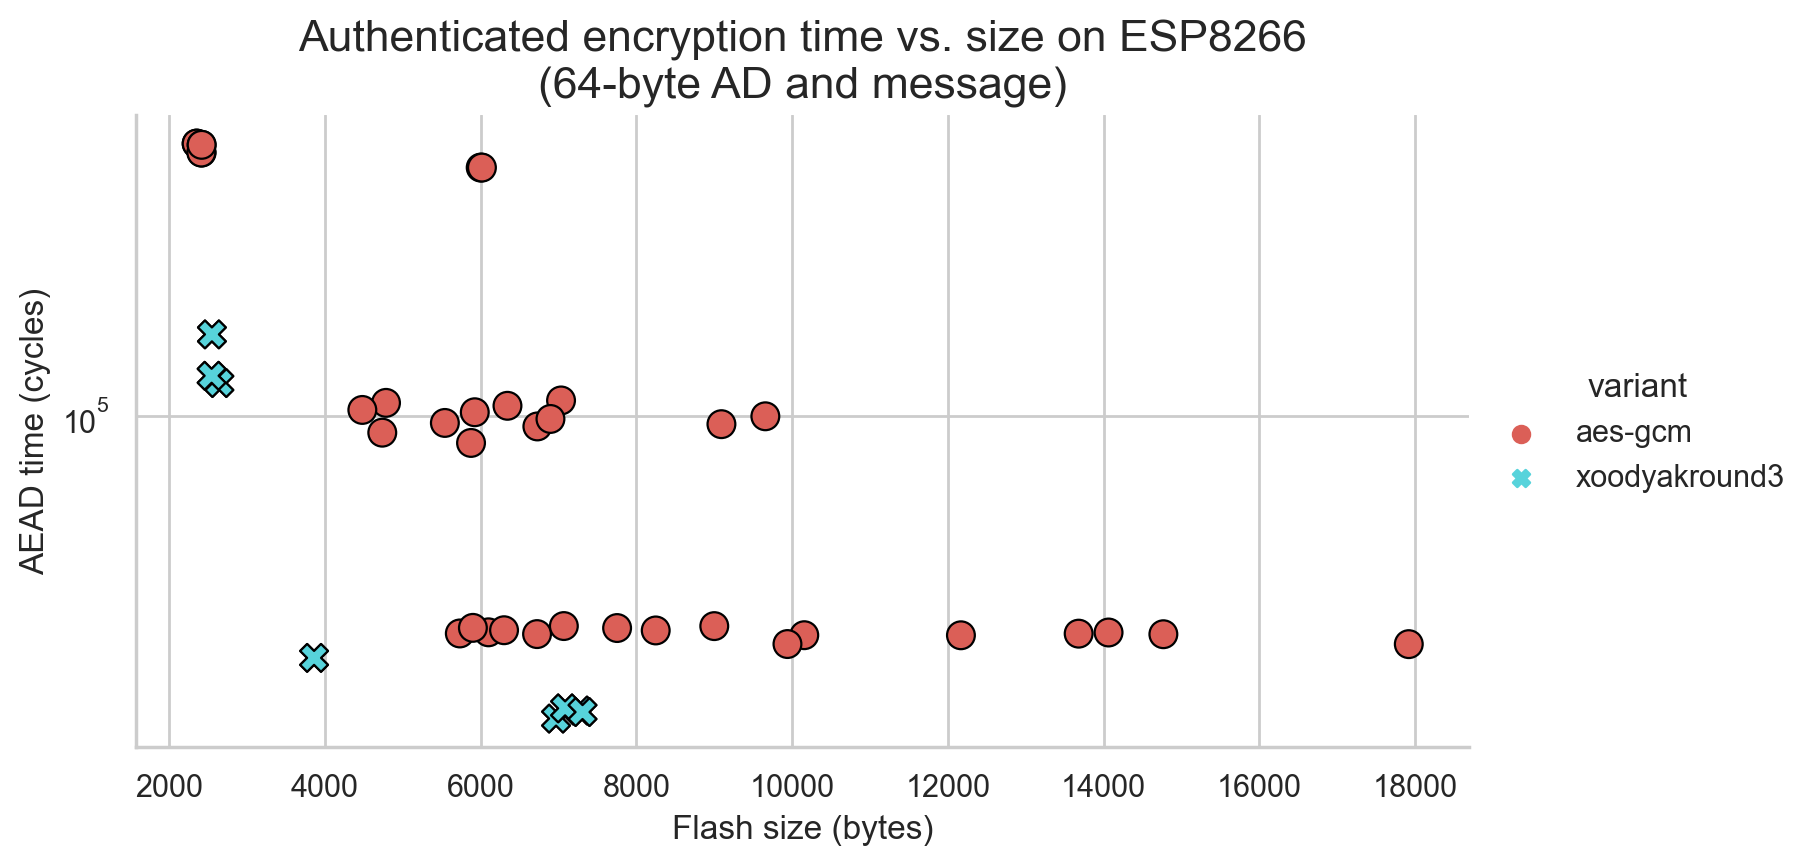 Authenticated encryption time vs. size on ESP8266
(64-byte AD and message)
AEAD time (cycles)
10^5
2000 4000 6000 8000 10000 12000 14000 16000 18000
Flash size (bytes)
variant
aes-gcm
xoodyakround3